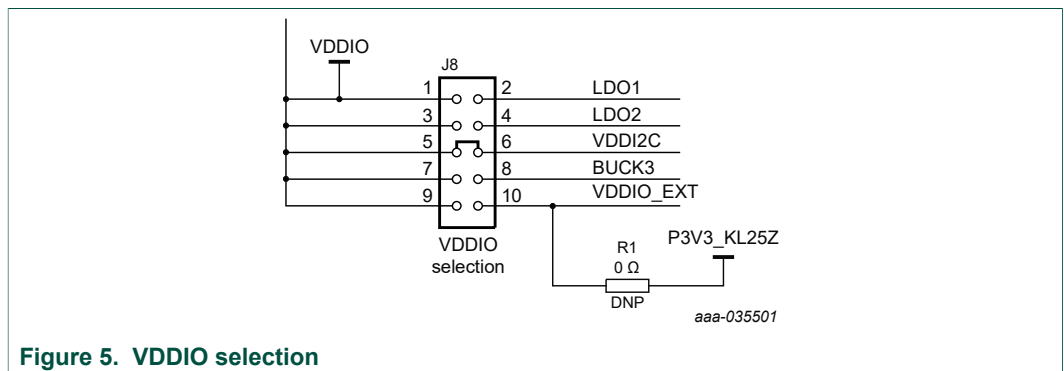 VDDIO
J8
1 2 LDO1
3 4 LDO2
5 6 VDDI2C
7 8 BUCK3
9 10 VDDIO_EXT
VDDIO
selection
P3V3_KL25Z
R1
0 Ω
DNP
aaa-035501
Figure 5. VDDIO selection